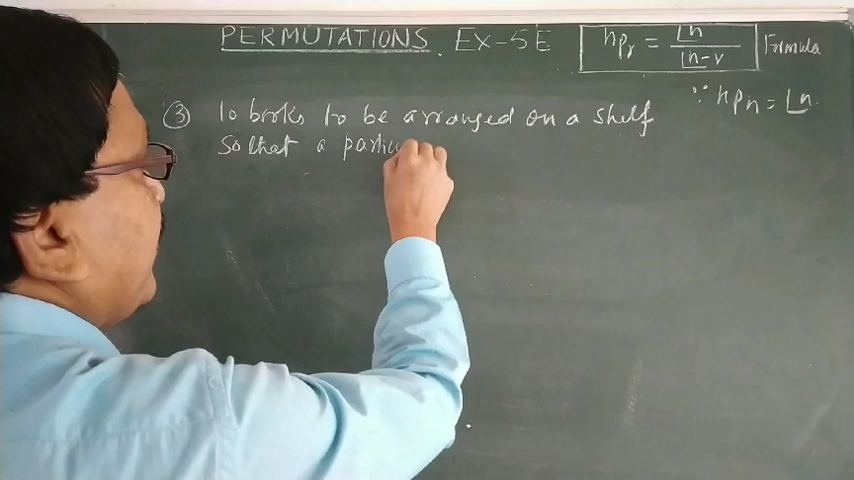 PERMUTATIONS. Ex-5E
nPr = ⌊n / ⌊n-r Formula
∵ nPn = ⌊n.
③ 10 books to be arranged on a shelf
So that a particu